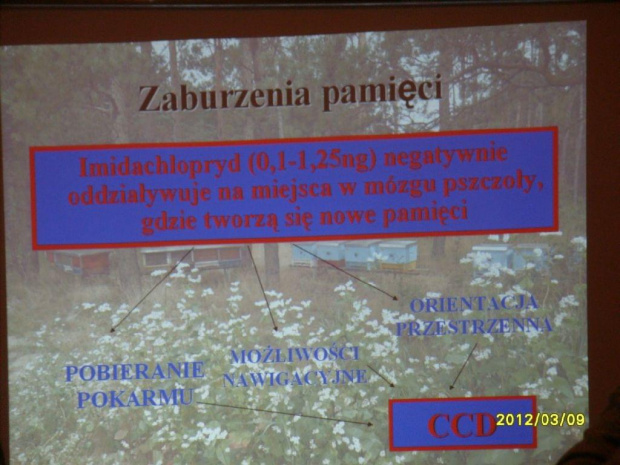 Zaburzenia pamięci
Imidachlopryd (0,1-1,25ng) negatywnie
oddziaływuje na miejsca w mózgu pszczoły,
gdzie tworzą się nowe pamięci
ORIENTACJA
PRZESTRZENNA
MOŻLIWOŚCI
NAWIGACYJNE
POBIERANIE
POKARMU
CCD
2012/03/09